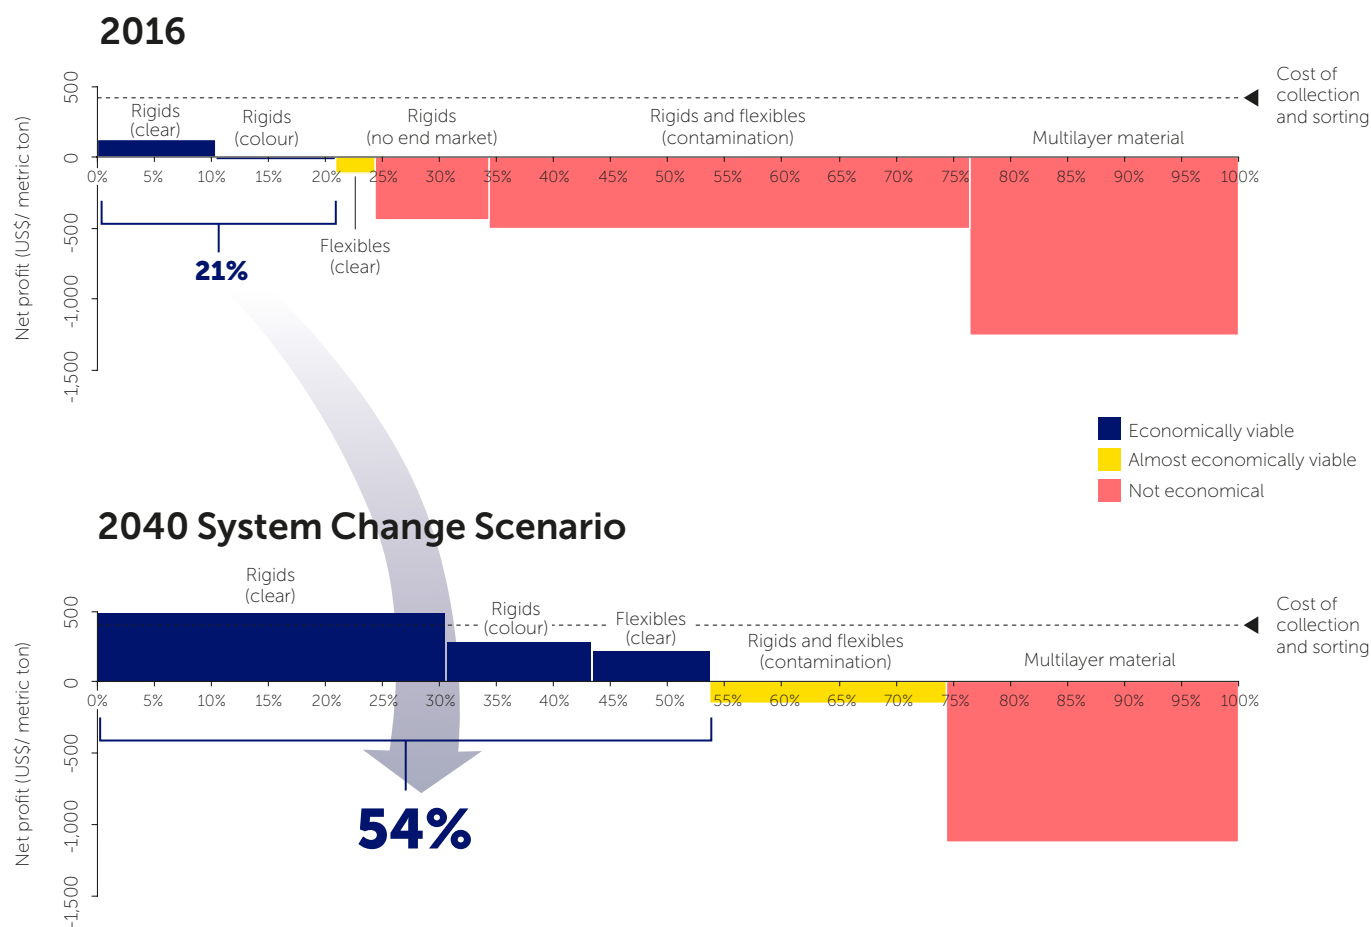 2016
Net profit (US$/ metric ton)
500
0
-500
-1,000
-1,500
Rigids
(clear)
Rigids
(colour)
Rigids
(no end market)
Rigids and flexibles
(contamination)
Multilayer material
Cost of
collection
and sorting
0% 5% 10% 15% 20% 25% 30% 35% 40% 45% 50% 55% 60% 65% 70% 75% 80% 85% 90% 95% 100%
Flexibles
(clear)
21%
Economically viable
Almost economically viable
Not economical
2040 System Change Scenario
Net profit (US$/ metric ton)
500
0
-500
-1,000
-1,500
Rigids
(clear)
Rigids
(colour)
Flexibles
(clear)
Rigids and flexibles
(contamination)
Multilayer material
Cost of
collection
and sorting
0% 5% 10% 15% 20% 25% 30% 35% 40% 45% 50% 55% 60% 65% 70% 75% 80% 85% 90% 95% 100%
54%